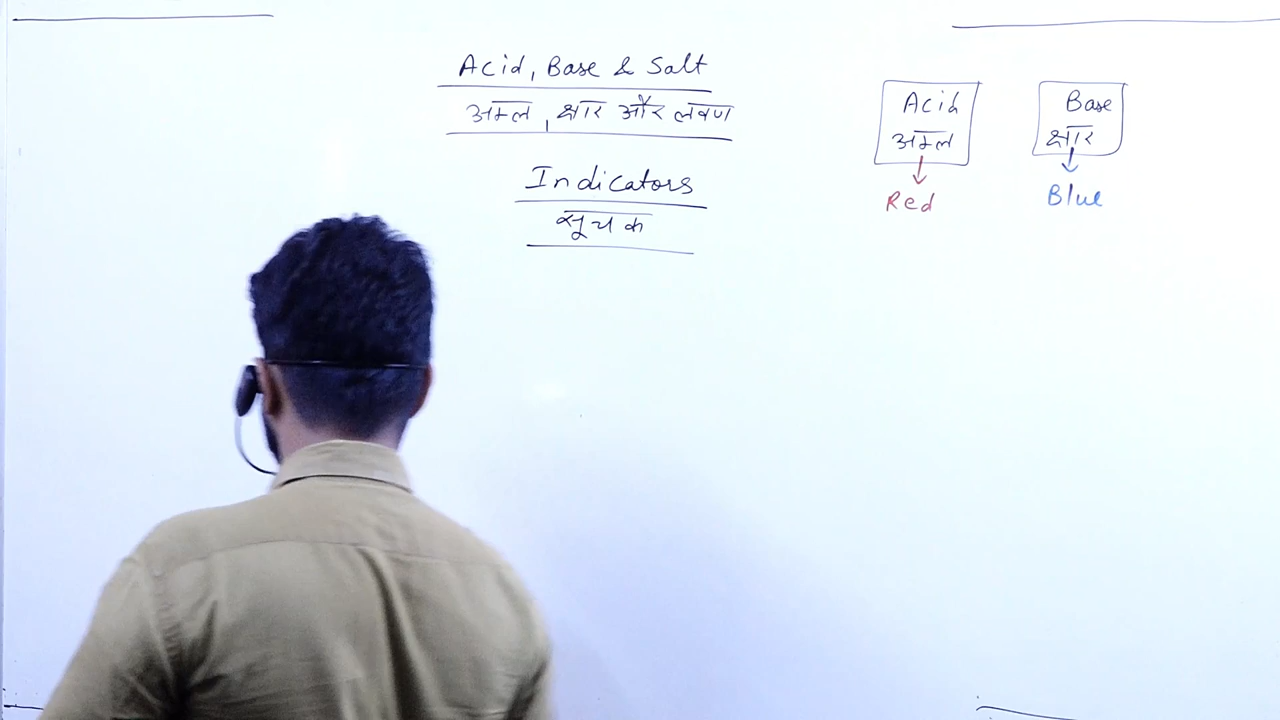 Acid, Base & Salt
अम्ल, क्षार और लवण
Indicators
सूचक
Acid
अम्ल
Red
Base
क्षार
Blue